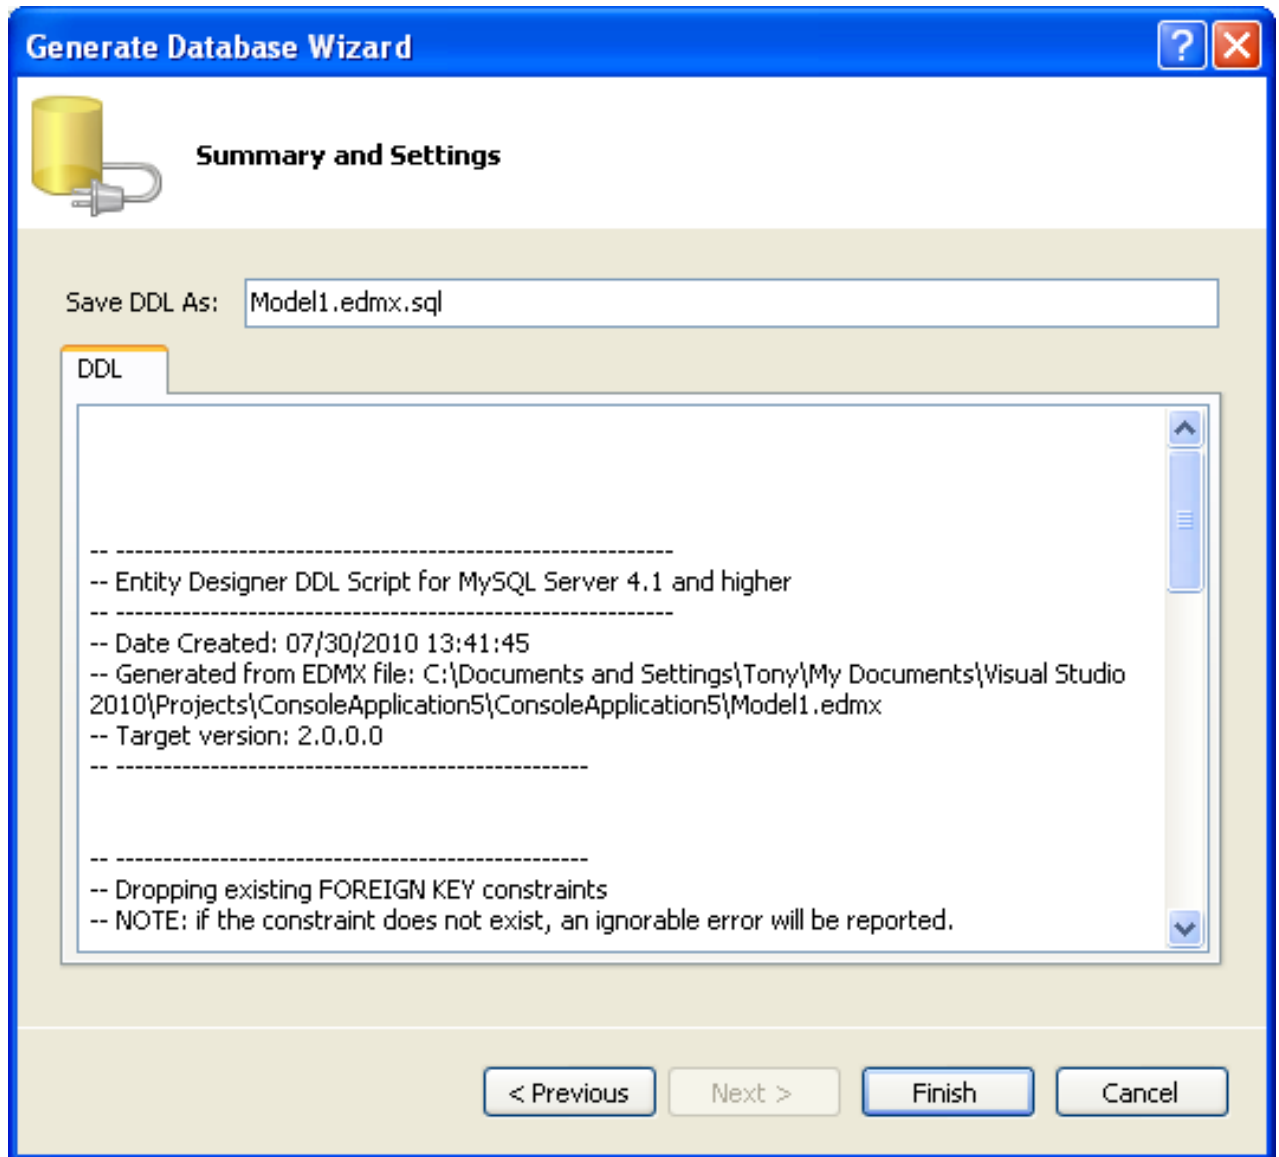 Generate Database Wizard
?
Summary and Settings
Save DDL As: Model1.edmx.sql
DDL
-- -----------------------------------------------------------
-- Entity Designer DDL Script for MySQL Server 4.1 and higher
-- -----------------------------------------------------------
-- Date Created: 07/30/2010 13:41:45
-- Generated from EDMX file: C:\Documents and Settings\Tony\My Documents\Visual Studio
2010\Projects\ConsoleApplication5\ConsoleApplication5\Model1.edmx
-- Target version: 2.0.0.0
-- --------------------------------------------------
-- --------------------------------------------------
-- Dropping existing FOREIGN KEY constraints
-- NOTE: if the constraint does not exist, an ignorable error will be reported.
< Previous Next > Finish Cancel